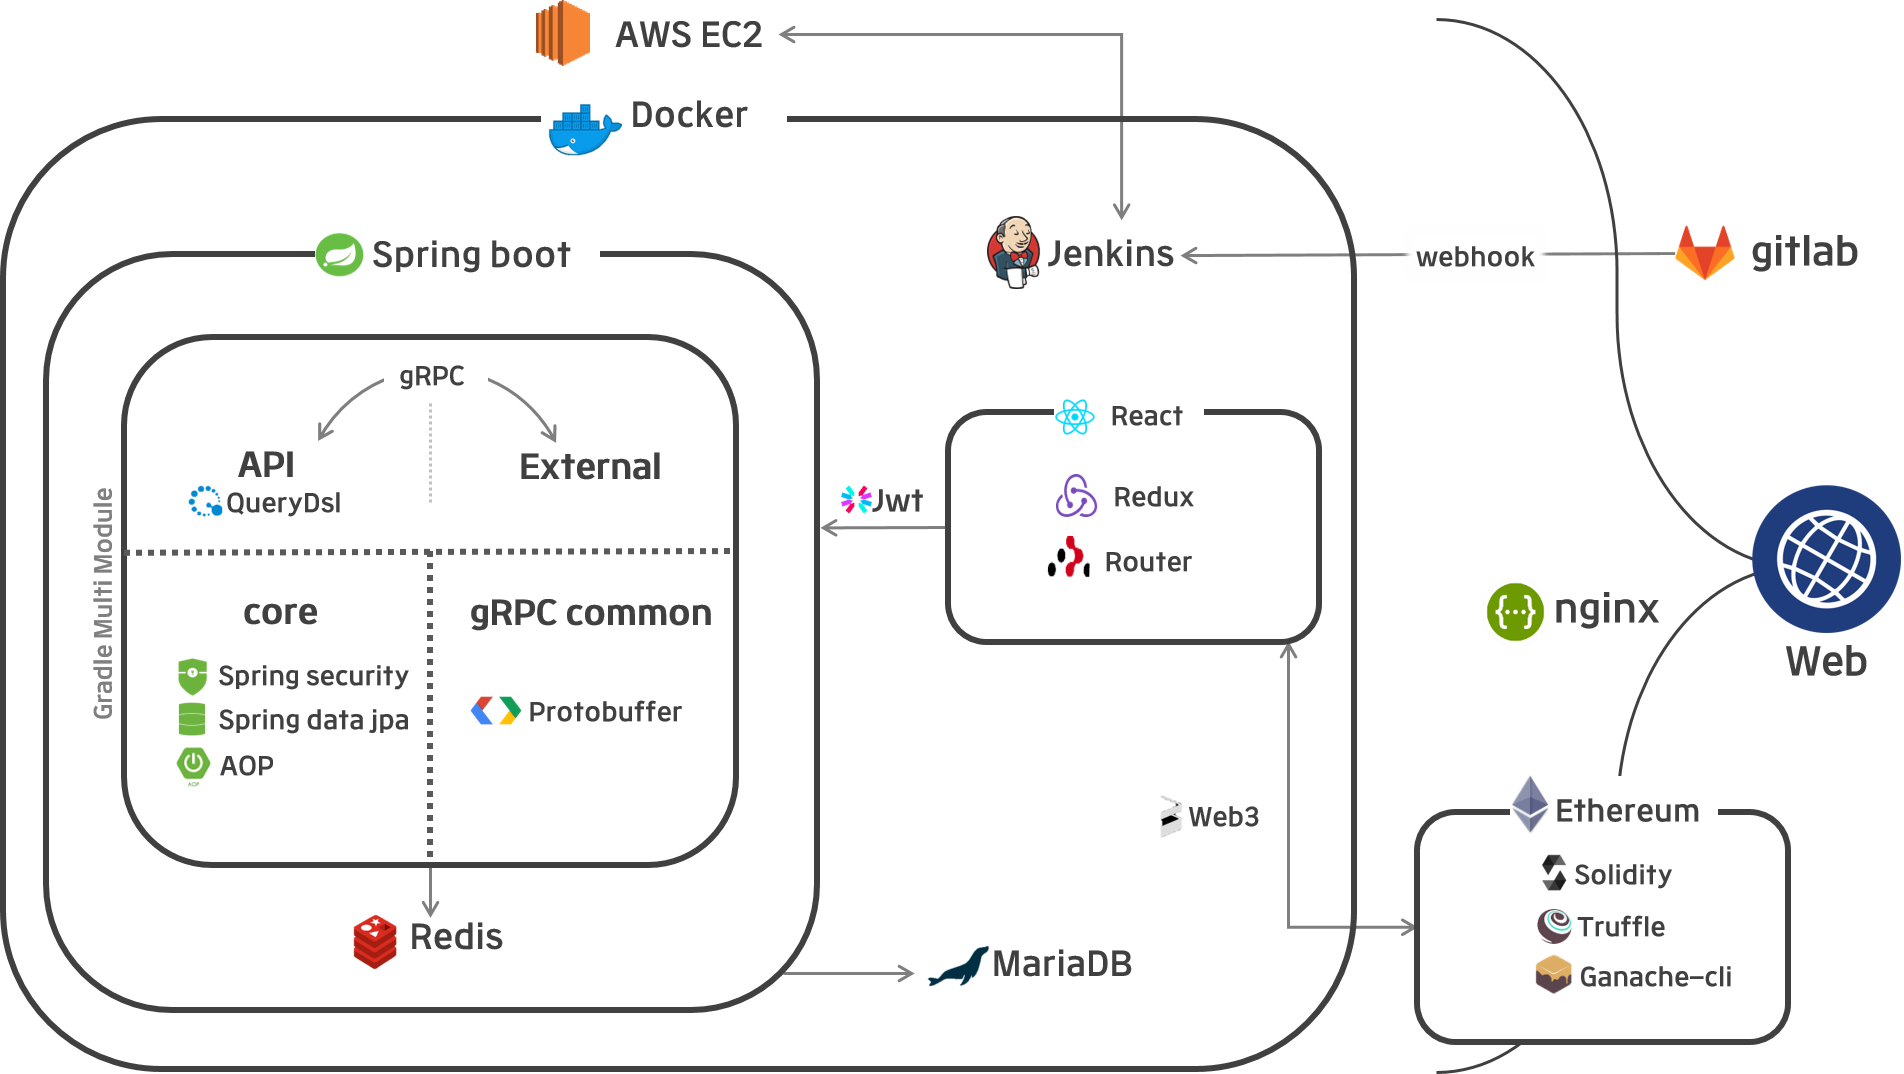 AWS EC2
Docker
Spring boot
Jenkins
webhook
gitlab
gRPC
API
External
QueryDsl
Gradle Multi Module
core
gRPC common
Spring security
Spring data jpa
AOP
AOP
Protobuffer
Redis
Jwt
React
Redux
Router
nginx
Web
Web3
MariaDB
Ethereum
Solidity
Truffle
Ganache-cli